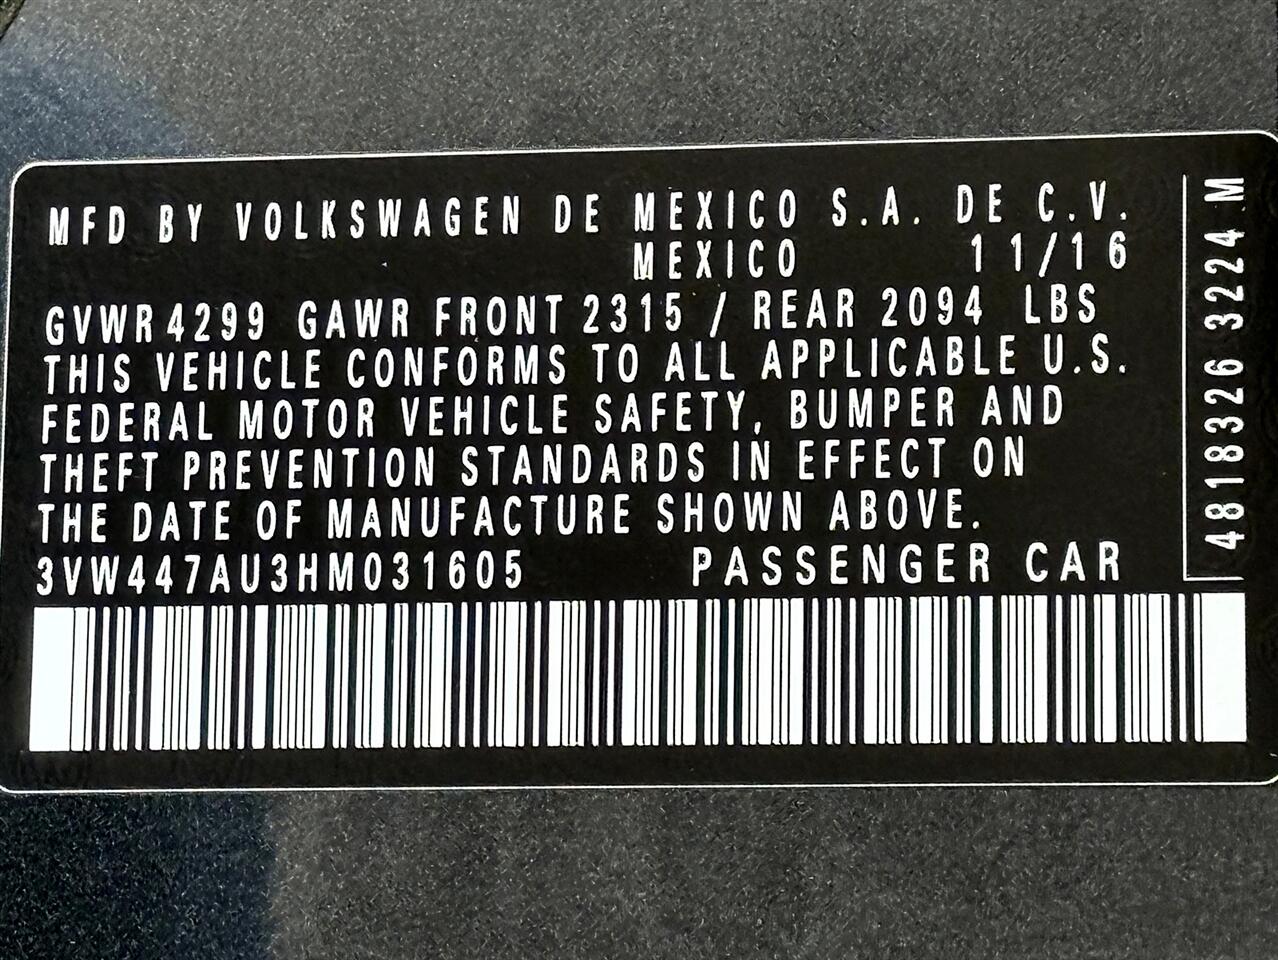 MFD BY VOLKSWAGEN DE MEXICO S.A. DE C.V.
MEXICO 11/16
GVWR 4299 GAWR FRONT 2315 / REAR 2094 LBS
THIS VEHICLE CONFORMS TO ALL APPLICABLE U.S.
FEDERAL MOTOR VEHICLE SAFETY, BUMPER AND
THEFT PREVENTION STANDARDS IN EFFECT ON
THE DATE OF MANUFACTURE SHOWN ABOVE.
3VW447AU3HM031605 PASSENGER CAR
4818326 3224 M